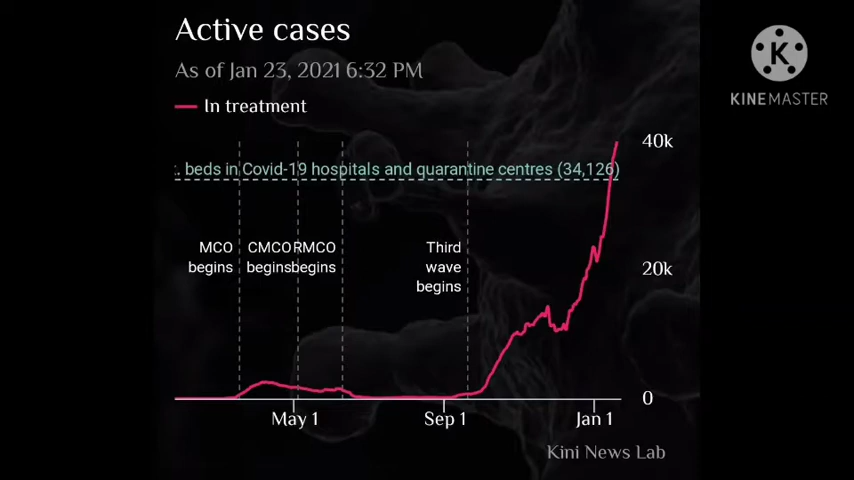 Active cases
As of Jan 23, 2021 6:32 PM
In treatment
K
KINEMASTER
40k
. beds in Covid-19 hospitals and quarantine centres (34,126)
MCO
begins
CMCO
begins
RMCO
begins
Third
wave
begins
20k
0
May 1
Sep 1
Jan 1
Kini News Lab